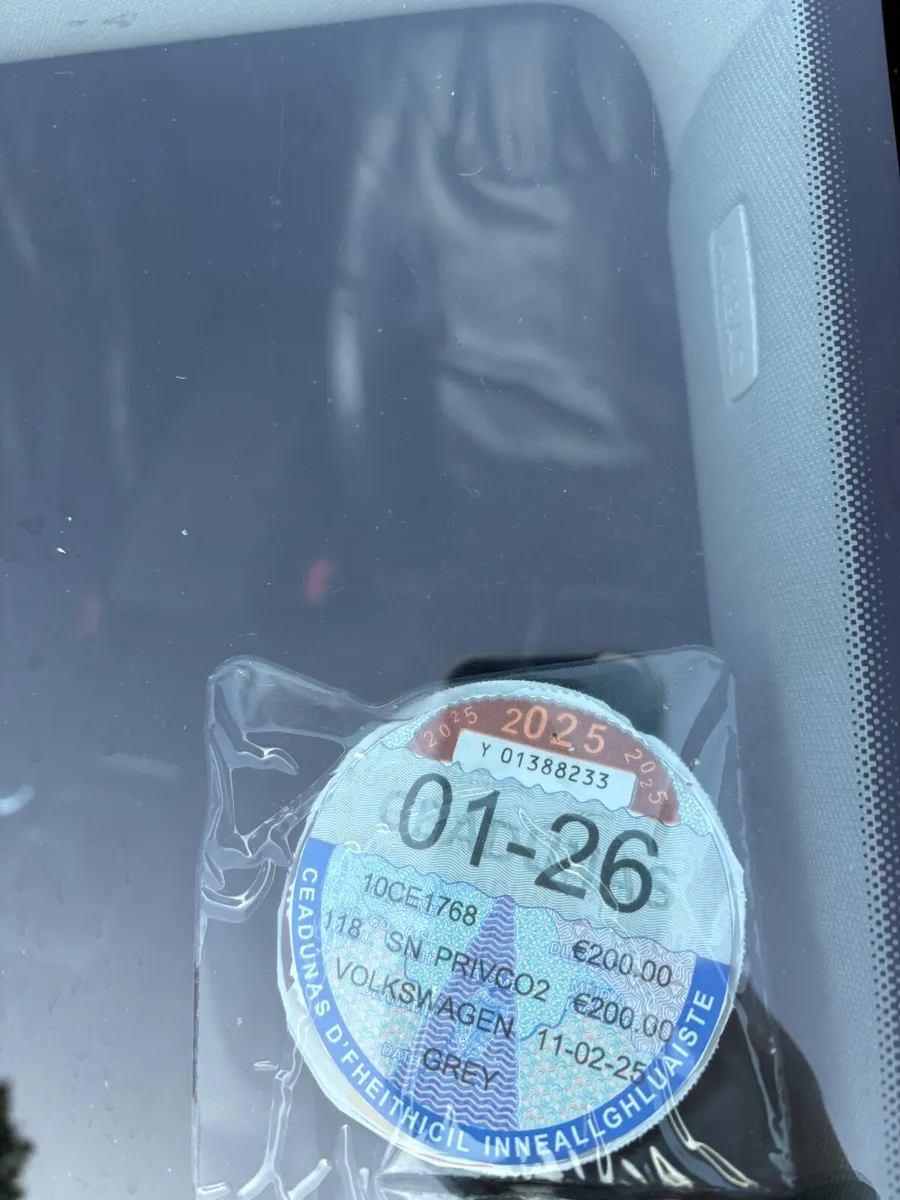 2025 2025 2025
Y 01388233
01-26
10CE1768
€200.00
118 SN PRIVCO2
€200.00
VOLKSWAGEN
11-02-25
GREY
CEADÚNAS D'FHEITHICIL INNEALLGHLUAISTE